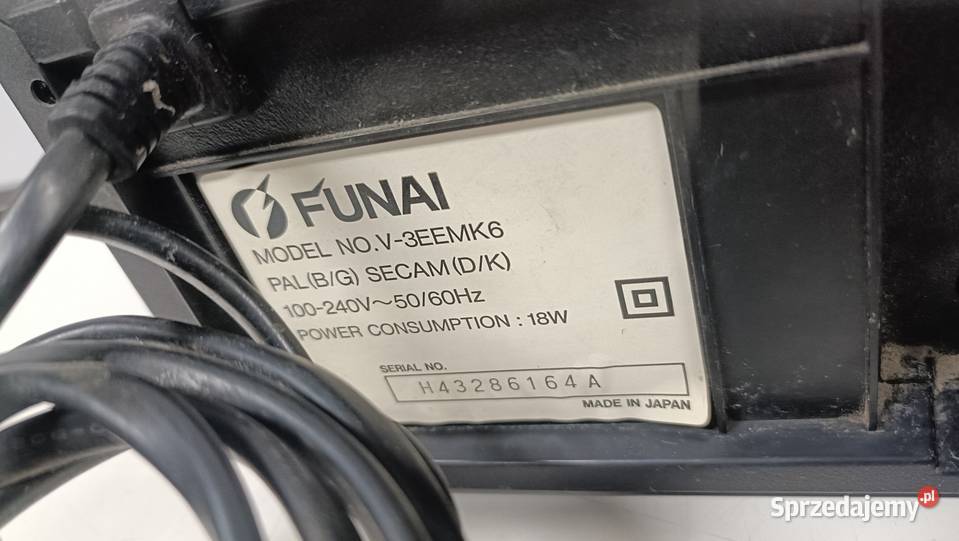 FUNAI
MODEL NO.V-3EEMK6
PAL(B/G) SECAM(D/K)
100-240V～50/60Hz
POWER CONSUMPTION : 18W
SERIAL NO.
H43286164A
MADE IN JAPAN
Sprzedajemy.pl